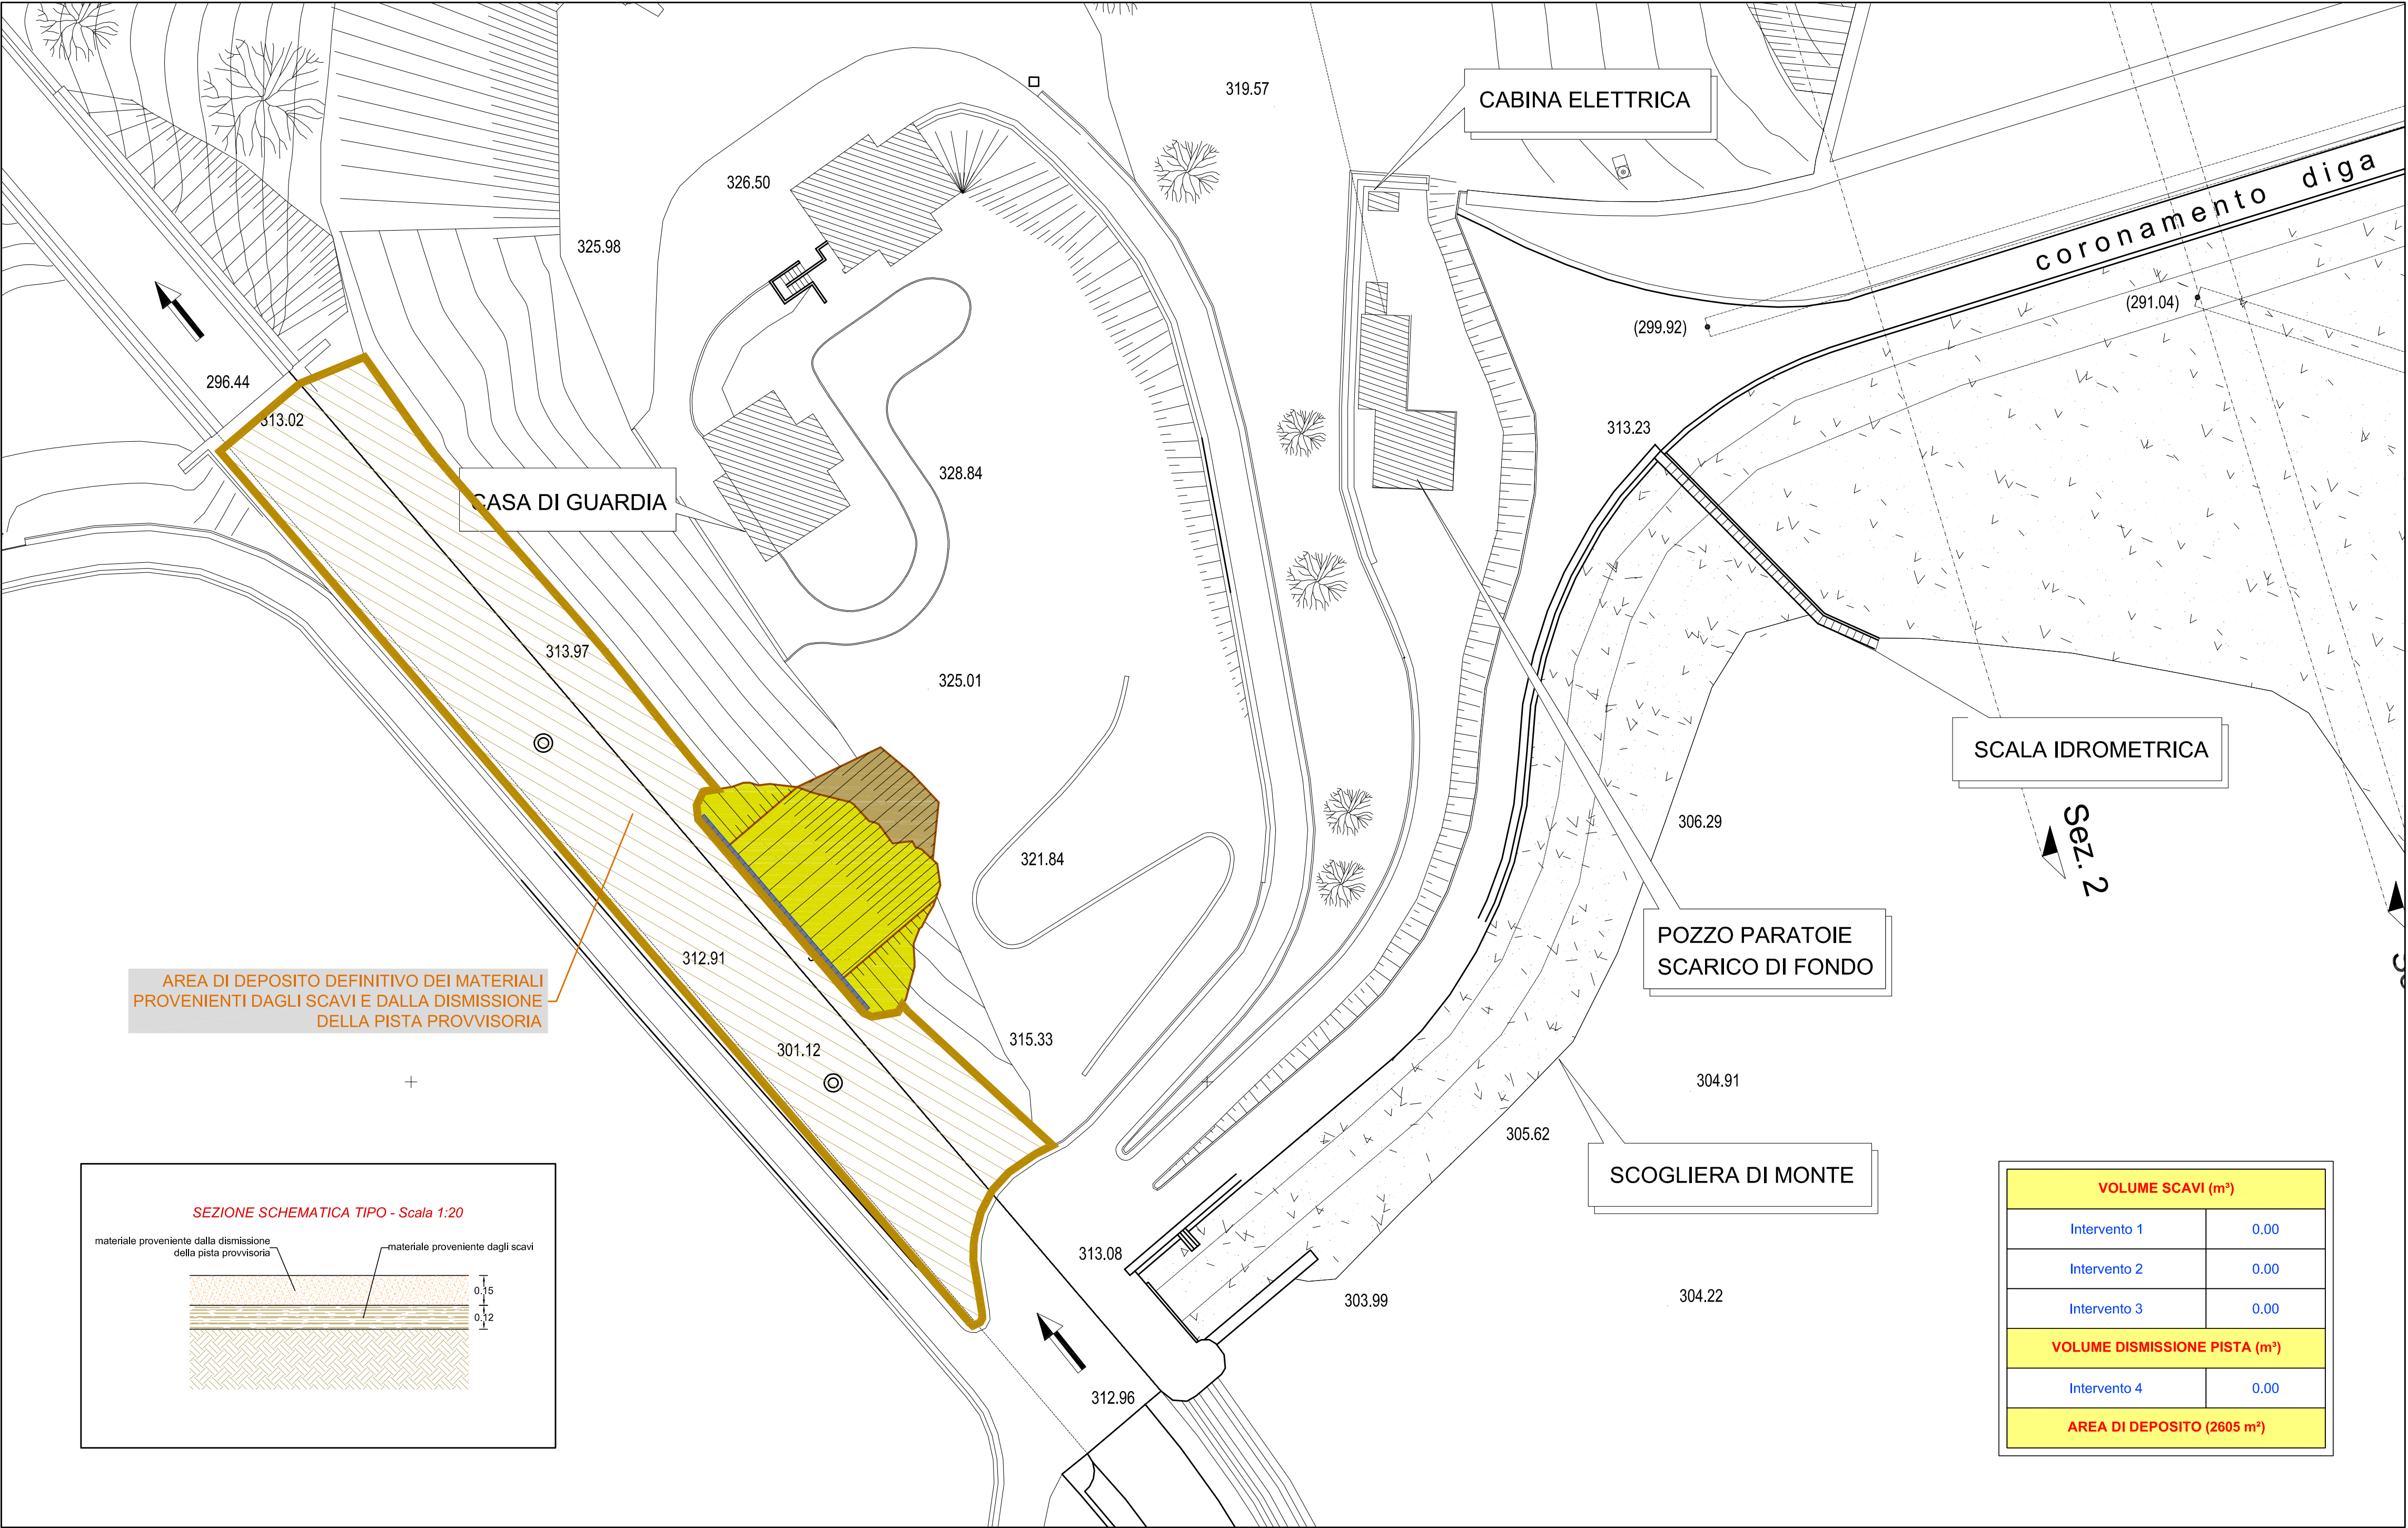 319.57
CABINA ELETTRICA
326.50
325.98
coronamento diga
(291.04)
(299.92)
296.44
313.02
313.23
CASA DI GUARDIA
328.84
313.97
325.01
SCALA IDROMETRICA
306.29
Sez. 2
321.84
POZZO PARATOIE
SCARICO DI FONDO
312.91
AREA DI DEPOSITO DEFINITIVO DEI MATERIALI
PROVENIENTI DAGLI SCAVI E DALLA DISMISSIONE
DELLA PISTA PROVVISORIA
315.33
301.12
304.91
305.62
SCOGLIERA DI MONTE
313.08
303.99
304.22
312.96
SEZIONE SCHEMATICA TIPO - Scala 1:20
materiale proveniente dalla dismissione
della pista provvisoria
materiale proveniente dagli scavi
0.15
0.12
VOLUME SCAVI (m³)
Intervento 1 0.00
Intervento 2 0.00
Intervento 3 0.00
VOLUME DISMISSIONE PISTA (m³)
Intervento 4 0.00
AREA DI DEPOSITO (2605 m²)